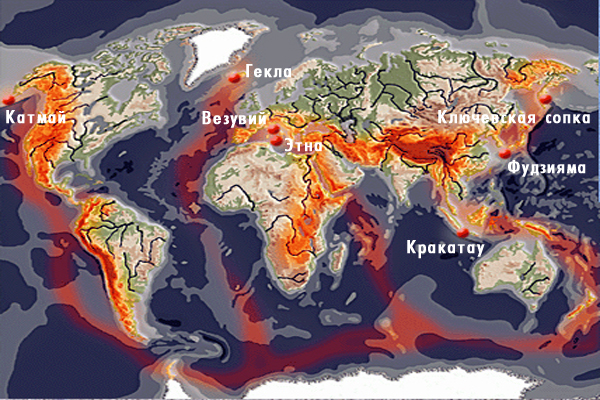 Гекла
Катмай
Везувий
Ключевская сопка
Этна
Фудзияма
Кракатау